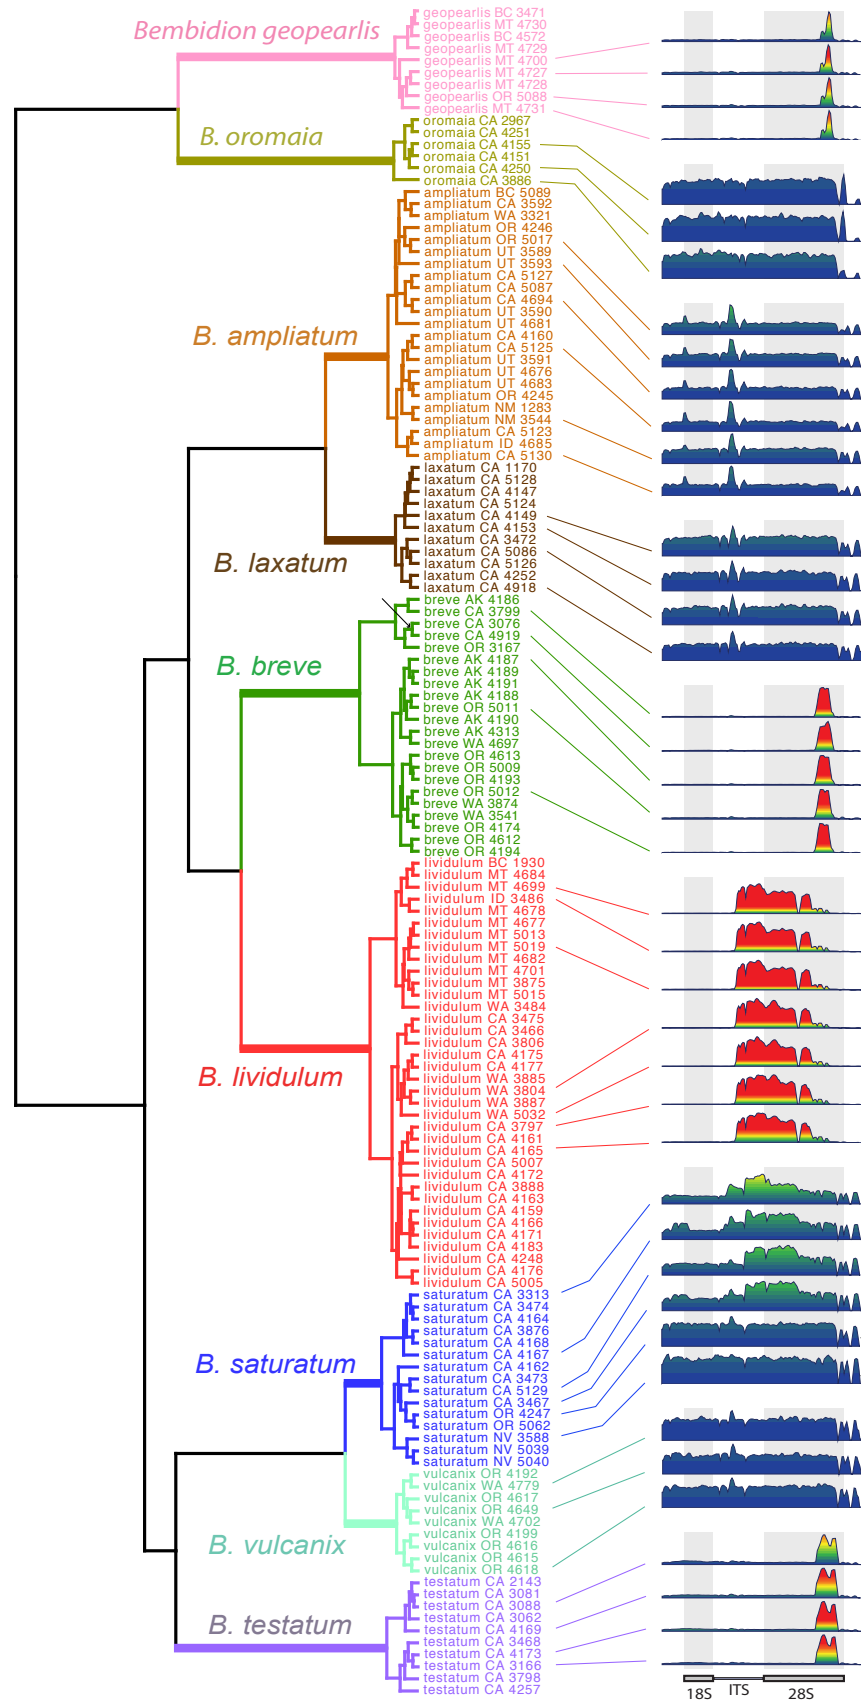 Bembidion geopearlis
geopearlis BC 3471
geopearlis MT 4730
geopearlis BC 4572
geopearlis MT 4729
geopearlis MT 4700
geopearlis MT 4727
geopearlis MT 4728
geopearlis OR 5088
geopearlis MT 4731
B. oromaia
oromaia CA 2967
oromaia CA 4251
oromaia CA 4155
oromaia CA 4151
oromaia CA 4250
oromaia CA 3886
B. ampliatum
ampliatum BC 5089
ampliatum CA 3592
ampliatum WA 3321
ampliatum OR 4246
ampliatum OR 5017
ampliatum UT 3589
ampliatum UT 3593
ampliatum CA 5127
ampliatum CA 5087
ampliatum CA 4694
ampliatum UT 3590
ampliatum UT 4681
ampliatum CA 4160
ampliatum CA 5125
ampliatum UT 3591
ampliatum UT 4676
ampliatum UT 4683
ampliatum OR 4245
ampliatum NM 1283
ampliatum NM 3544
ampliatum CA 5123
ampliatum ID 4685
ampliatum CA 5130
B. laxatum
laxatum CA 1170
laxatum CA 5128
laxatum CA 4147
laxatum CA 5124
laxatum CA 4149
laxatum CA 4153
laxatum CA 3472
laxatum CA 5086
laxatum CA 5126
laxatum CA 4252
laxatum CA 4918
B. breve
breve AK 4186
breve CA 3799
breve CA 3076
breve CA 4919
breve OR 3167
breve AK 4187
breve AK 4189
breve AK 4191
breve AK 4188
breve OR 5011
breve AK 4190
breve AK 4313
breve WA 4697
breve OR 4613
breve OR 5009
breve OR 4193
breve OR 5012
breve WA 3874
breve WA 3541
breve OR 4174
breve OR 4612
breve OR 4194
B. lividulum
lividulum BC 1930
lividulum MT 4684
lividulum MT 4699
lividulum ID 3486
lividulum MT 4678
lividulum MT 4677
lividulum MT 5013
lividulum MT 5019
lividulum MT 4682
lividulum MT 4701
lividulum MT 3875
lividulum MT 5015
lividulum WA 3484
lividulum CA 3475
lividulum CA 3466
lividulum CA 3806
lividulum CA 4175
lividulum CA 4177
lividulum WA 3885
lividulum WA 3804
lividulum WA 3887
lividulum WA 5032
lividulum CA 3797
lividulum CA 4161
lividulum CA 4165
lividulum CA 5007
lividulum CA 4172
lividulum CA 3888
lividulum CA 4163
lividulum CA 4159
lividulum CA 4166
lividulum CA 4171
lividulum CA 4183
lividulum CA 4248
lividulum CA 4176
lividulum CA 5005
B. saturatum
saturatum CA 3313
saturatum CA 3474
saturatum CA 4164
saturatum CA 3876
saturatum CA 4168
saturatum CA 4167
saturatum CA 4162
saturatum CA 3473
saturatum CA 5129
saturatum CA 3467
saturatum OR 4247
saturatum OR 5062
saturatum NV 3588
saturatum NV 5039
saturatum NV 5040
B. vulcanix
vulcanix OR 4192
vulcanix WA 4779
vulcanix OR 4617
vulcanix OR 4649
vulcanix WA 4702
vulcanix OR 4199
vulcanix OR 4616
vulcanix OR 4615
vulcanix OR 4618
B. testatum
testatum CA 2143
testatum CA 3081
testatum CA 3088
testatum CA 3062
testatum CA 4169
testatum CA 3468
testatum CA 4173
testatum CA 3166
testatum CA 3798
testatum CA 4257
18S ITS 28S